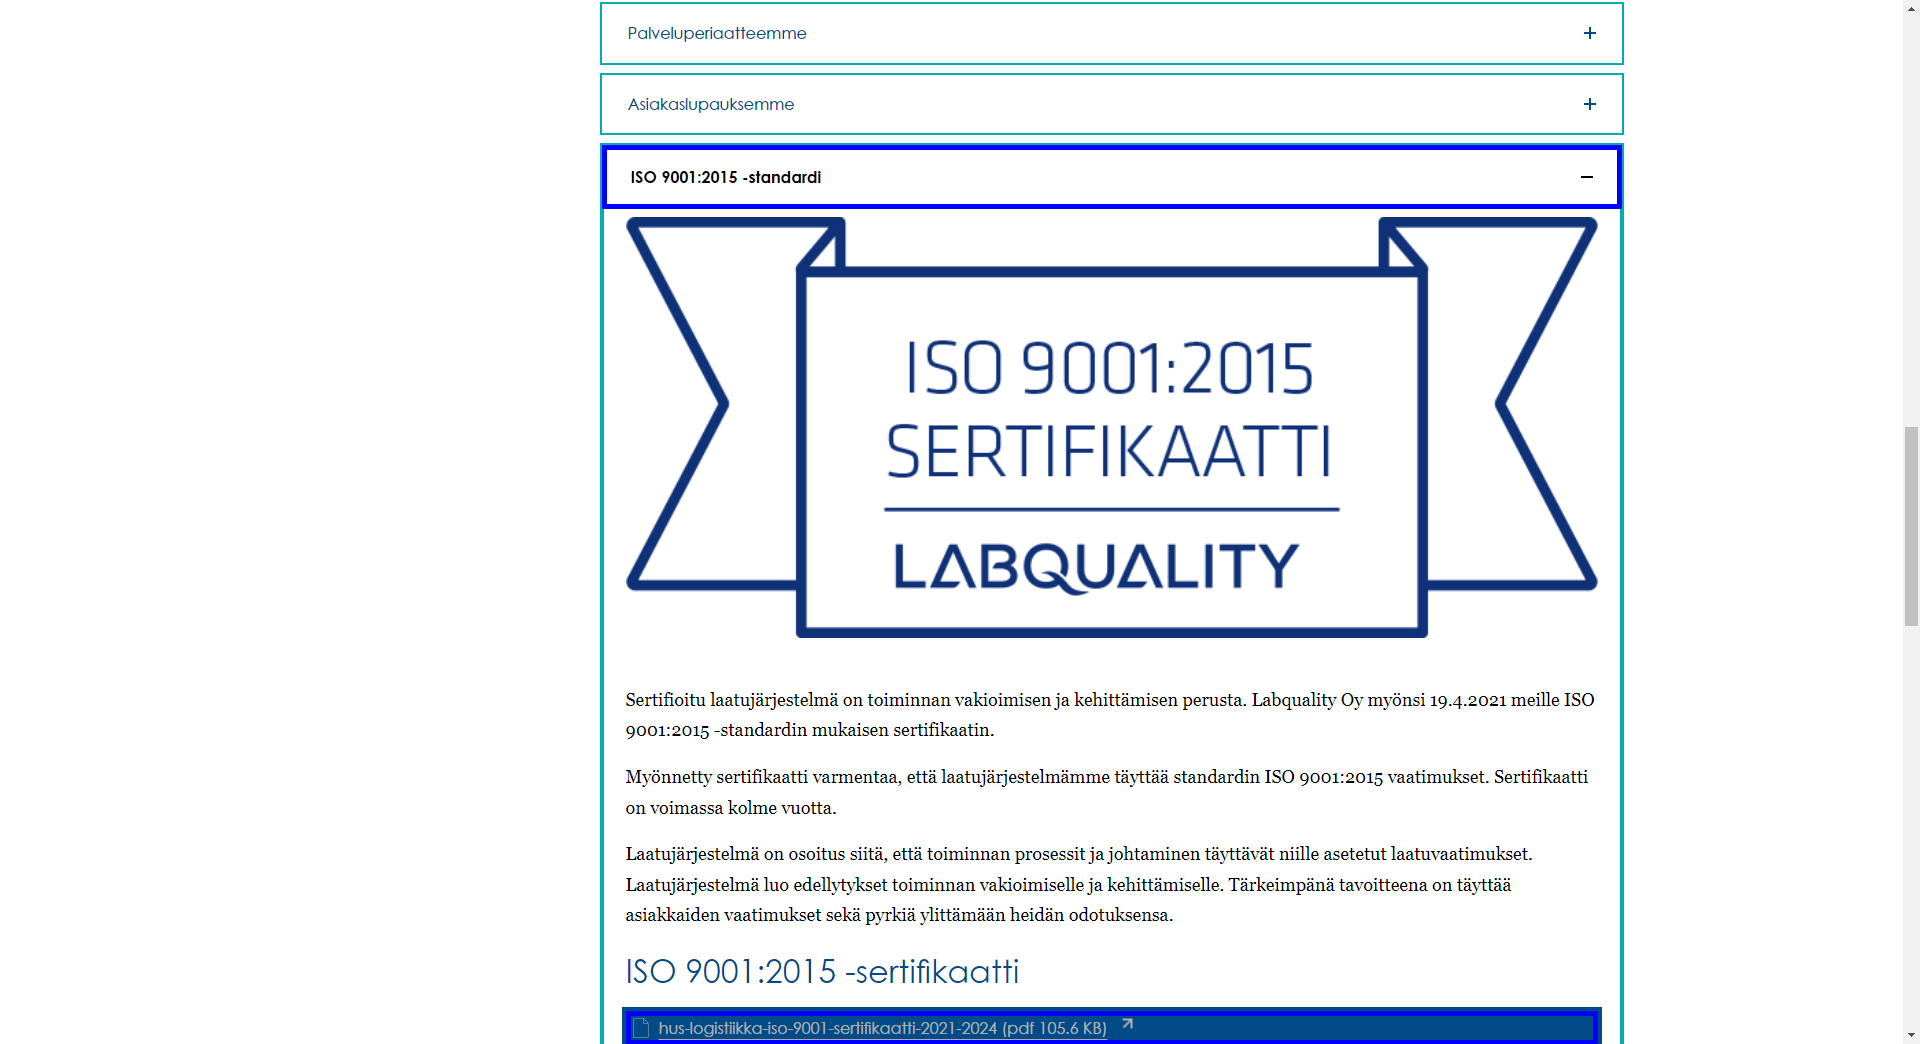 Palveluperiaatteemme
Asiakaslupauksemme
ISO 9001:2015 -standardi
ISO 9001:2015
SERTIFIKAATTI
LABQUALITY
Sertifioitu laatujärjestelmä on toiminnan vakioimisen ja kehittämisen perusta. Labquality Oy myönsi 19.4.2021 meille ISO
9001:2015 -standardin mukaisen sertifikaatin.
Myönnetty sertifikaatti varmentaa, että laatujärjestelmämme täyttää standardin ISO 9001:2015 vaatimukset. Sertifikaatti
on voimassa kolme vuotta.
Laatujärjestelmä on osoitus siitä, että toiminnan prosessit ja johtaminen täyttävät niille asetetut laatuvaatimukset.
Laatujärjestelmä luo edellytykset toiminnan vakioimiselle ja kehittämiselle. Tärkeimpänä tavoitteena on täyttää
asiakkaiden vaatimukset sekä pyrkiä ylittämään heidän odotuksensa.
ISO 9001:2015 -sertifikaatti
hus-logistiikka-iso-9001-sertifikaatti-2021-2024 (pdf 105.6 KB)